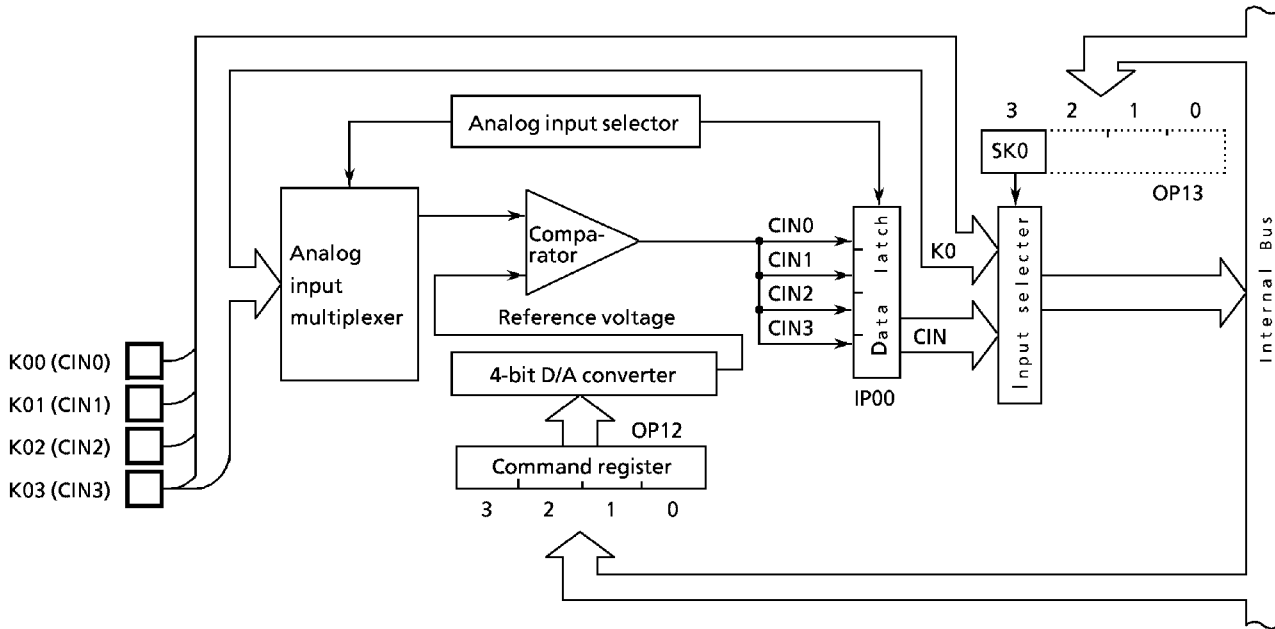 3 2 1 0
Analog input selector
SK0
OP13
Analog
input
multiplexer
Compa-
rator
CIN0
CIN1
CIN2
CIN3
Data latch
IP00
K0
CIN
Input selecter
Internal Bus
Reference voltage
K00 (CIN0)
K01 (CIN1)
K02 (CIN2)
K03 (CIN3)
4-bit D/A converter
OP12
Command register
3 2 1 0